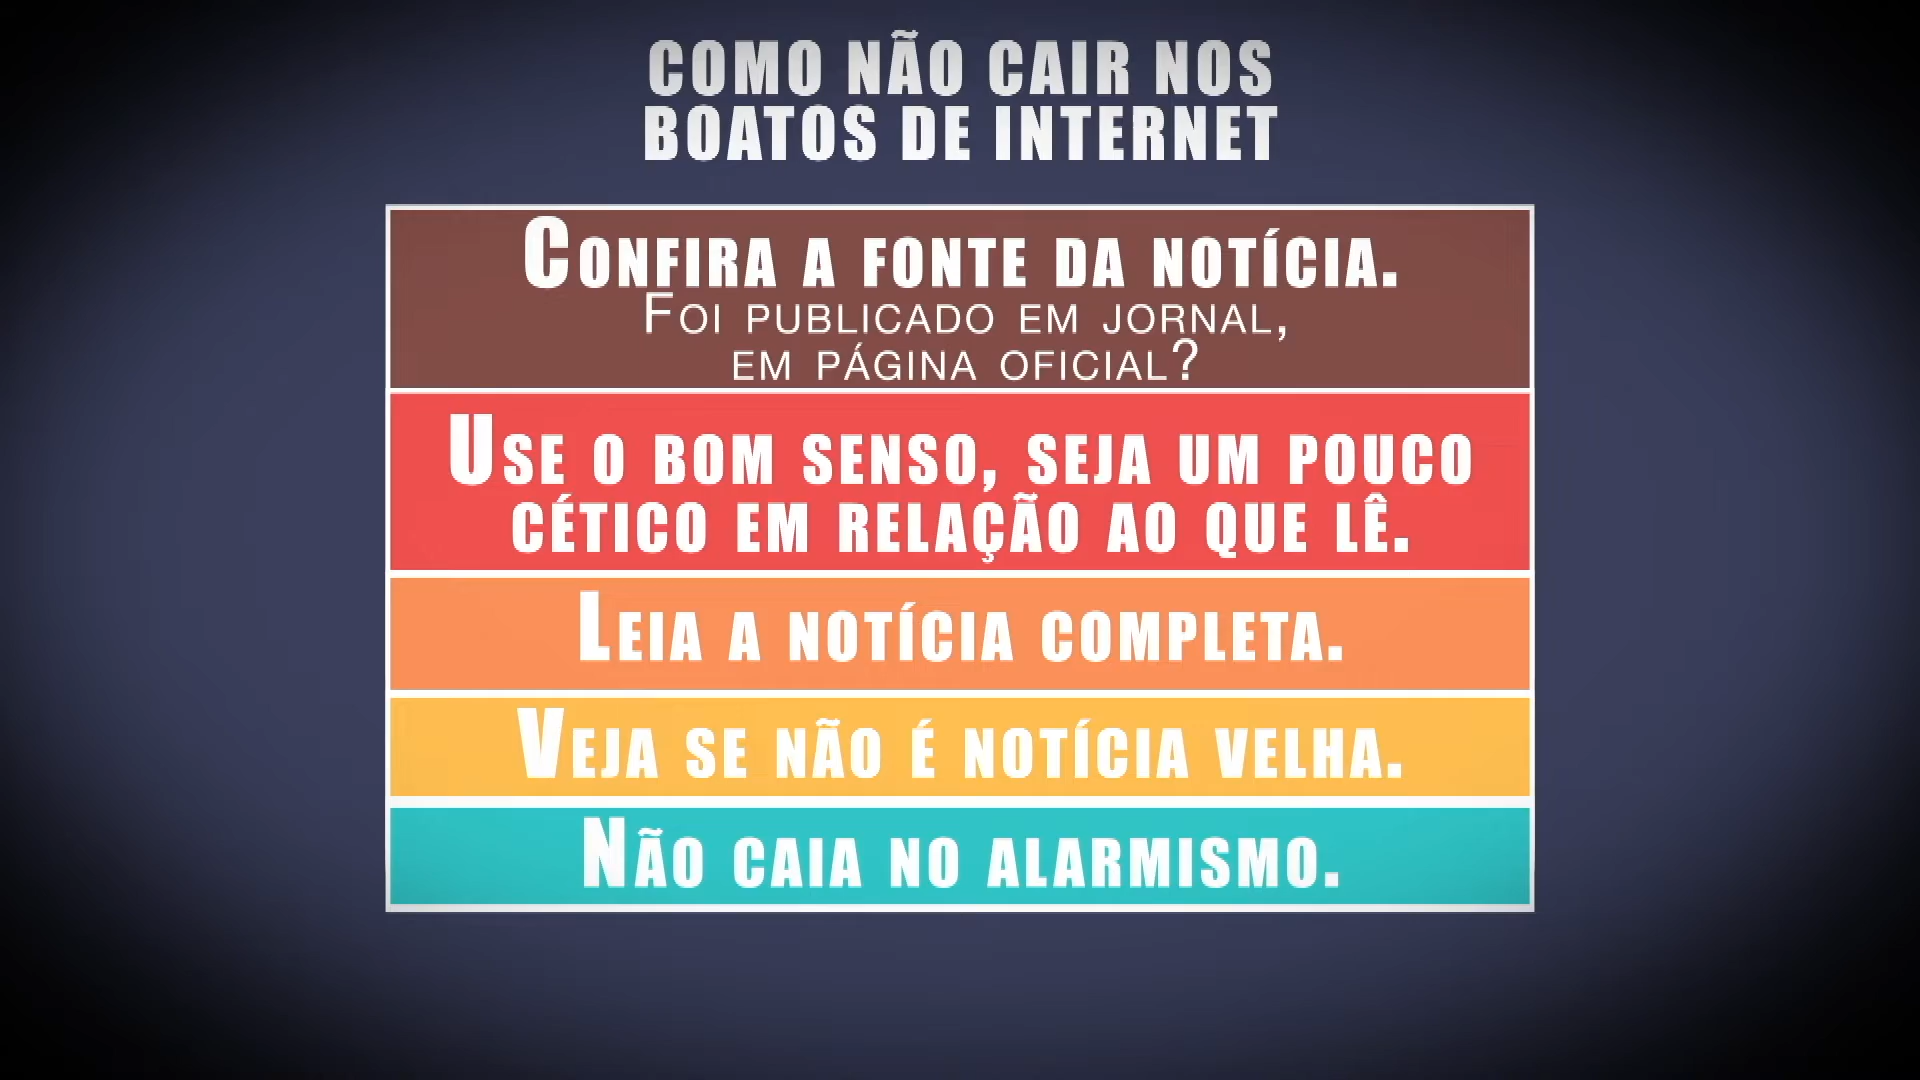 COMO NÃO CAIR NOS
BOATOS DE INTERNET
CONFIRA A FONTE DA NOTÍCIA.
FOI PUBLICADO EM JORNAL,
EM PÁGINA OFICIAL?
USE O BOM SENSO, SEJA UM POUCO
CÉTICO EM RELAÇÃO AO QUE LÊ.
LEIA A NOTÍCIA COMPLETA.
VEJA SE NÃO É NOTÍCIA VELHA.
NÃO CAIA NO ALARMISMO.